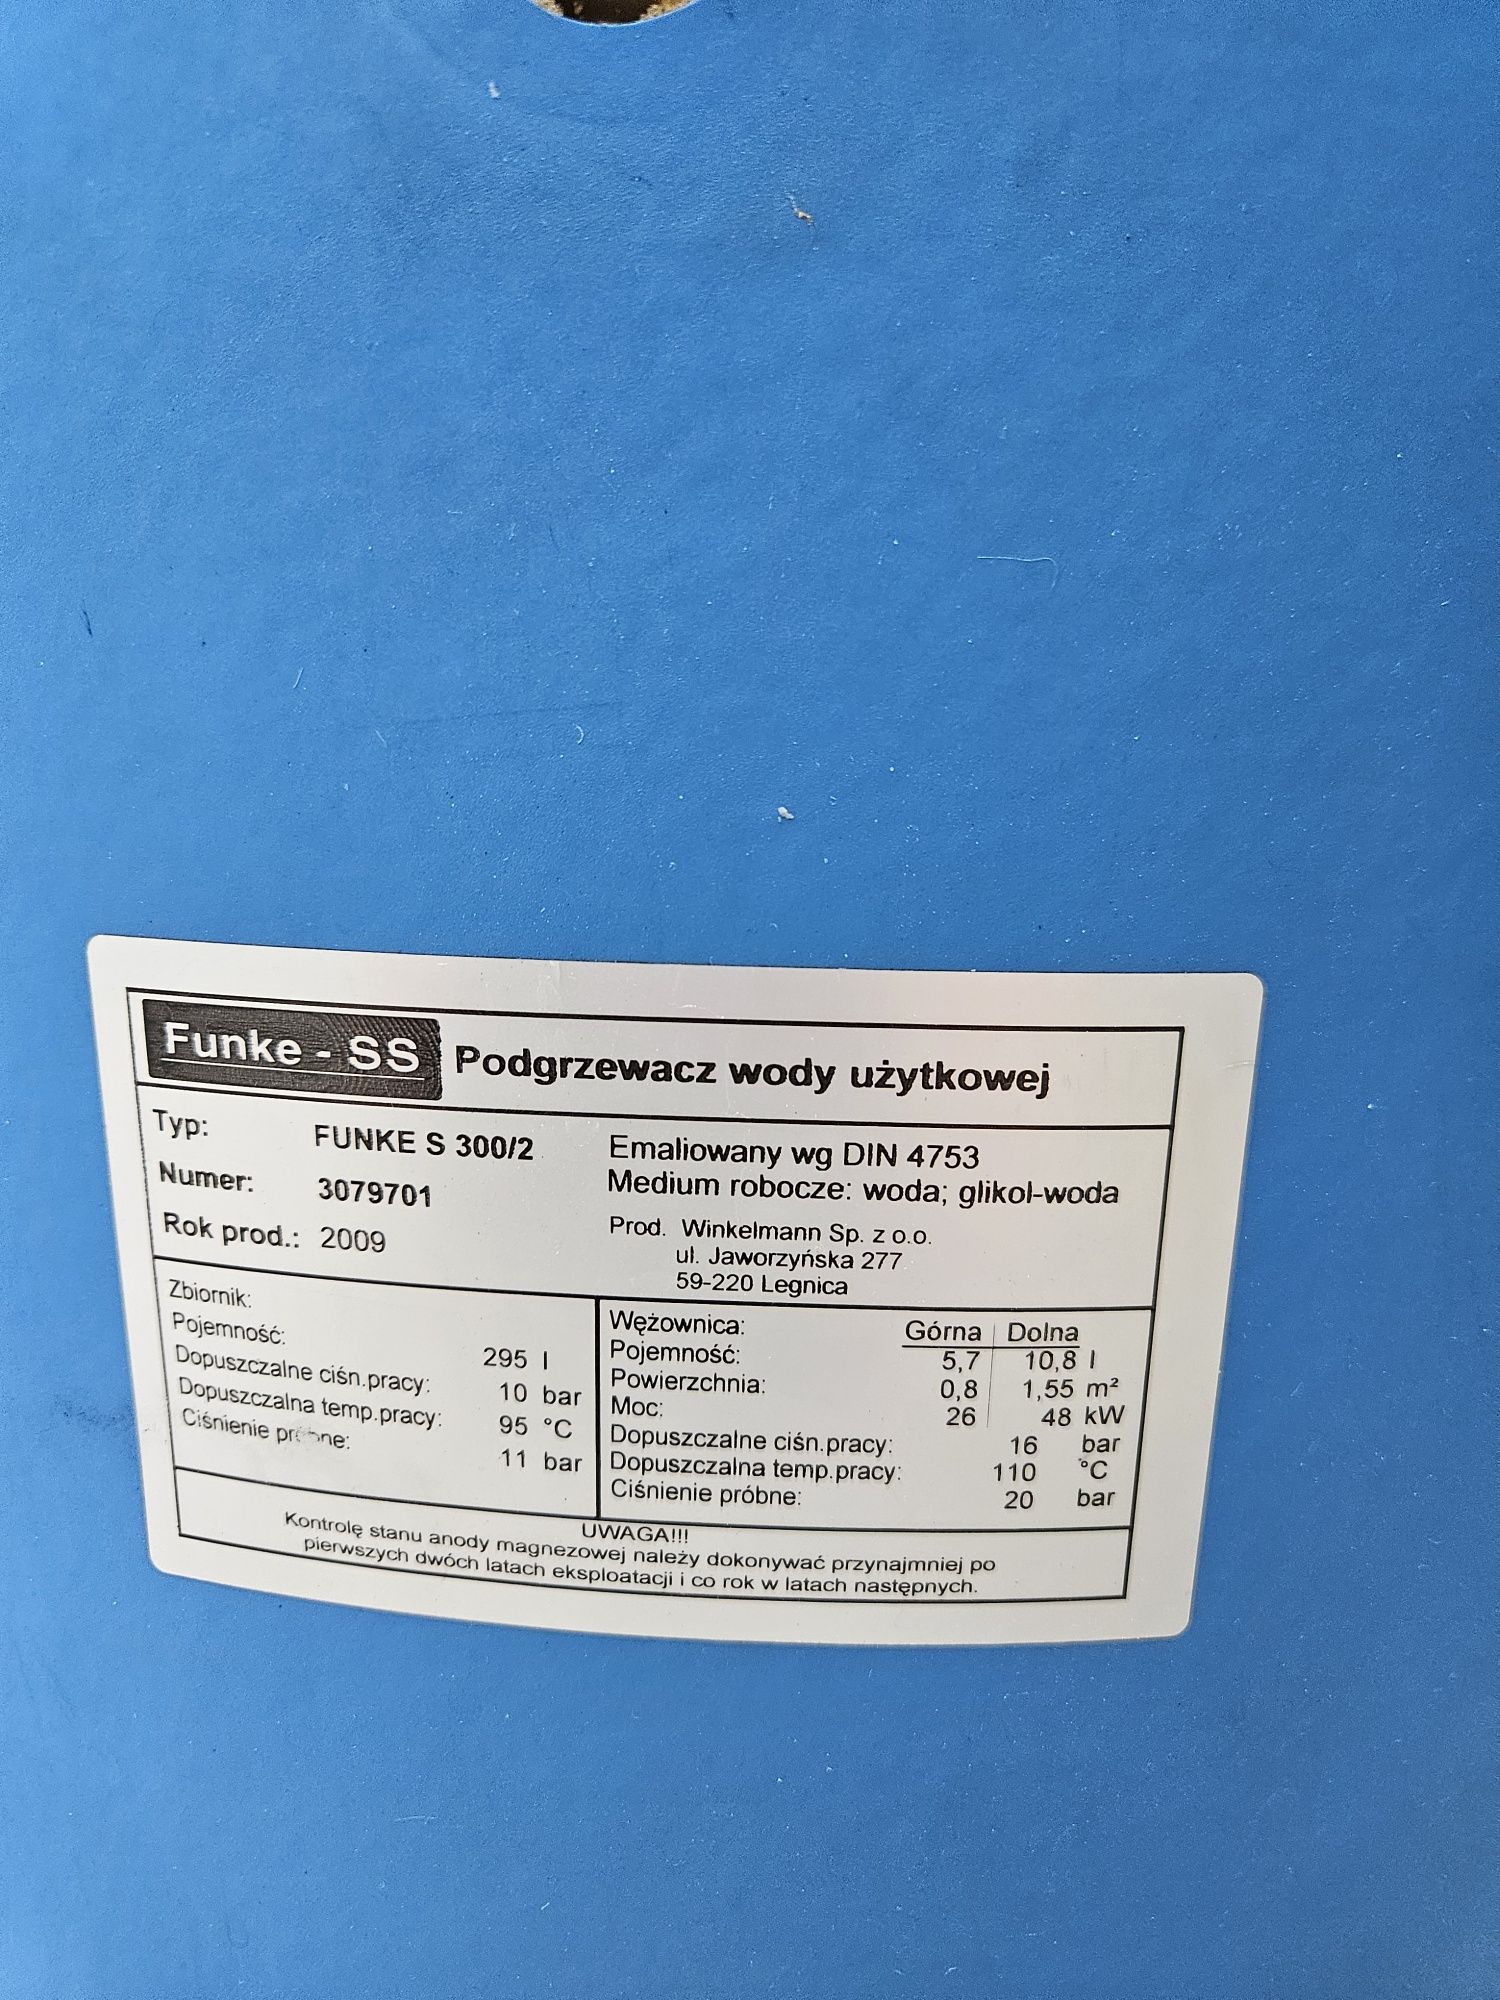 Funke - SS Podgrzewacz wody użytkowej
Typ: FUNKE S 300/2
Numer: 3079701
Rok prod.: 2009
Emaliowany wg DIN 4753
Medium robocze: woda; glikol-woda
Prod. Winkelmann Sp. z o.o.
ul. Jaworzyńska 277
59-220 Legnica
Zbiornik:
Pojemność: 295 l
Dopuszczalne ciśn.pracy: 10 bar
Dopuszczalna temp.pracy: 95 °C
Ciśnienie próbne: 11 bar
Wężownica: Górna Dolna
Pojemność: 5,7 10,8 l
Powierzchnia: 0,8 1,55 m²
Moc: 26 48 kW
Dopuszczalne ciśn.pracy: 16 bar
Dopuszczalna temp.pracy: 110 °C
Ciśnienie próbne: 20 bar
UWAGA!!!
Kontrolę stanu anody magnezowej należy dokonywać przynajmniej po
pierwszych dwóch latach eksploatacji i co rok w latach następnych.